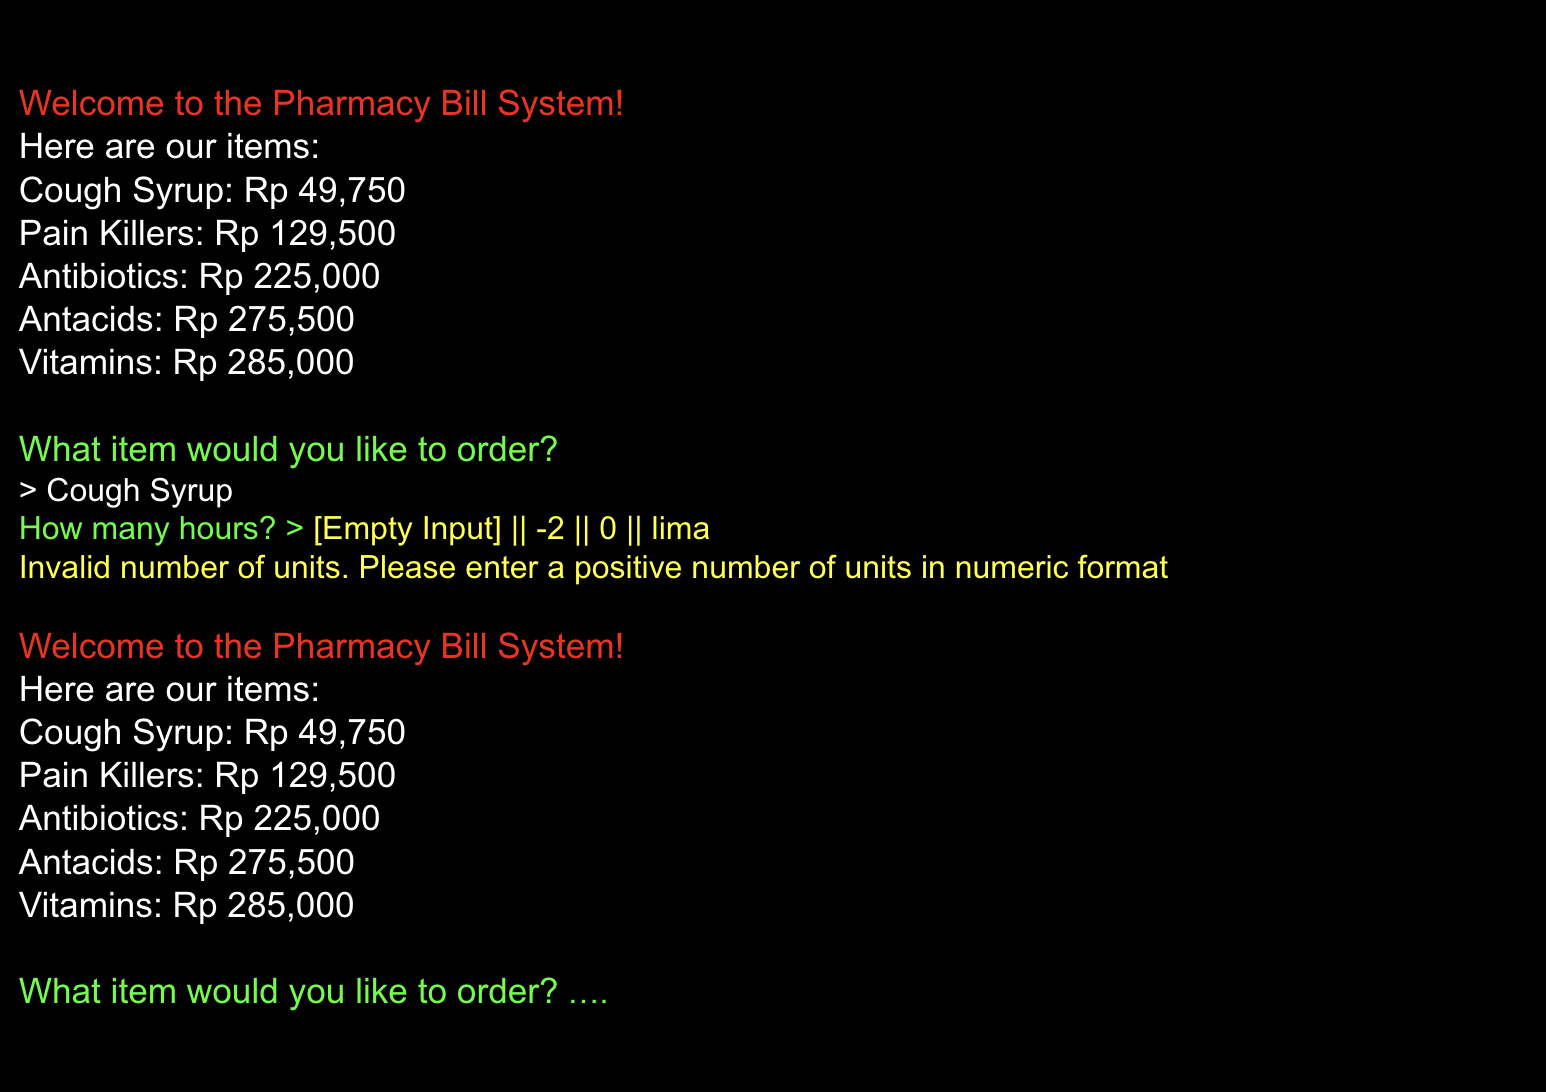 Welcome to the Pharmacy Bill System!
Here are our items:
Cough Syrup: Rp 49,750
Pain Killers: Rp 129,500
Antibiotics: Rp 225,000
Antacids: Rp 275,500
Vitamins: Rp 285,000
What item would you like to order?
> Cough Syrup
How many hours? > [Empty Input] || -2 || 0 || lima
Invalid number of units. Please enter a positive number of units in numeric format
Welcome to the Pharmacy Bill System!
Here are our items:
Cough Syrup: Rp 49,750
Pain Killers: Rp 129,500
Antibiotics: Rp 225,000
Antacids: Rp 275,500
Vitamins: Rp 285,000
What item would you like to order? ….